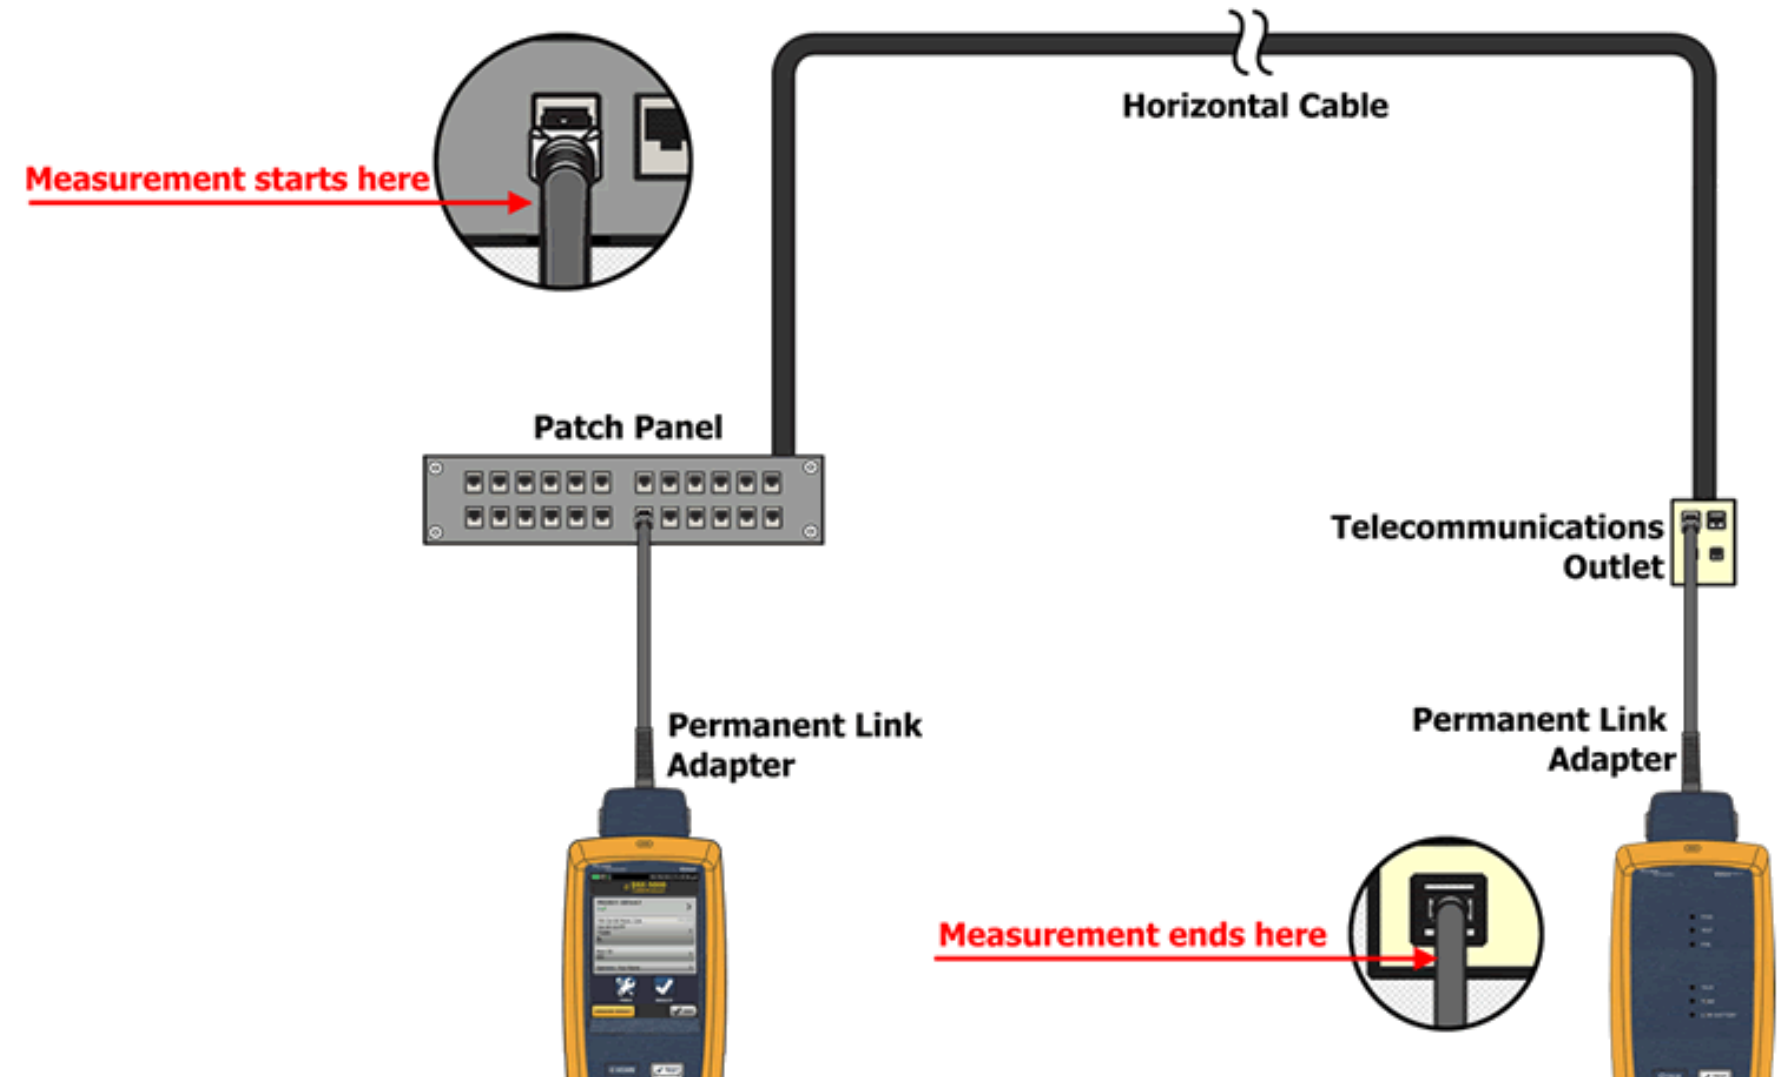 Horizontal Cable
Measurement starts here
Patch Panel
Telecommunications
Outlet
Permanent Link
Adapter
Permanent Link
Adapter
Measurement ends here